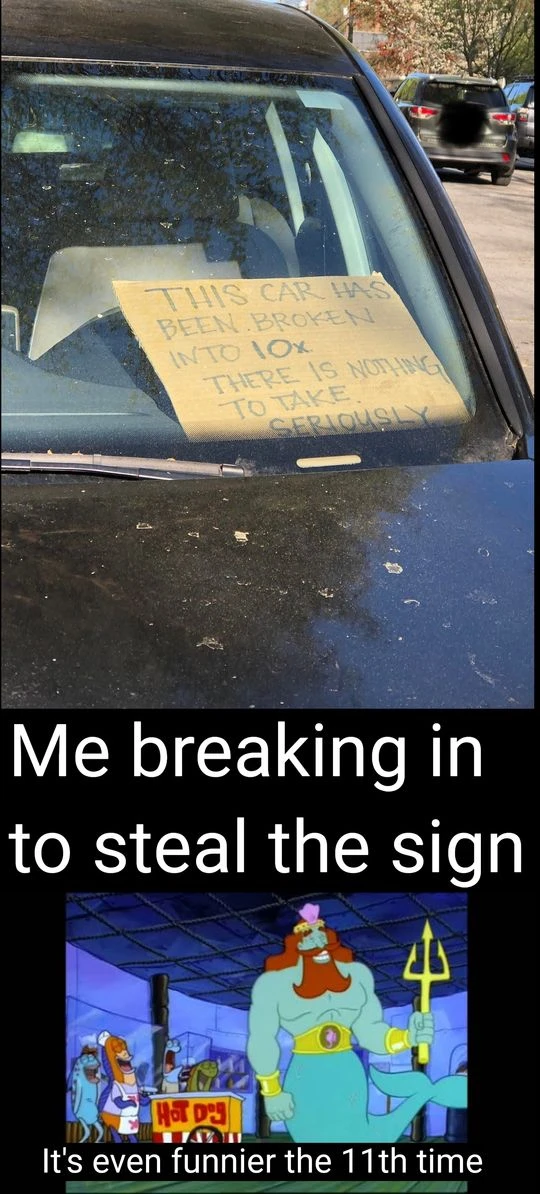 THIS CAR HAS
BEEN BROKEN
INTO 10x
THERE IS NOTHING
TO TAKE.
SERIOUSLY
Me breaking in
to steal the sign
HOT DOG
It's even funnier the 11th time